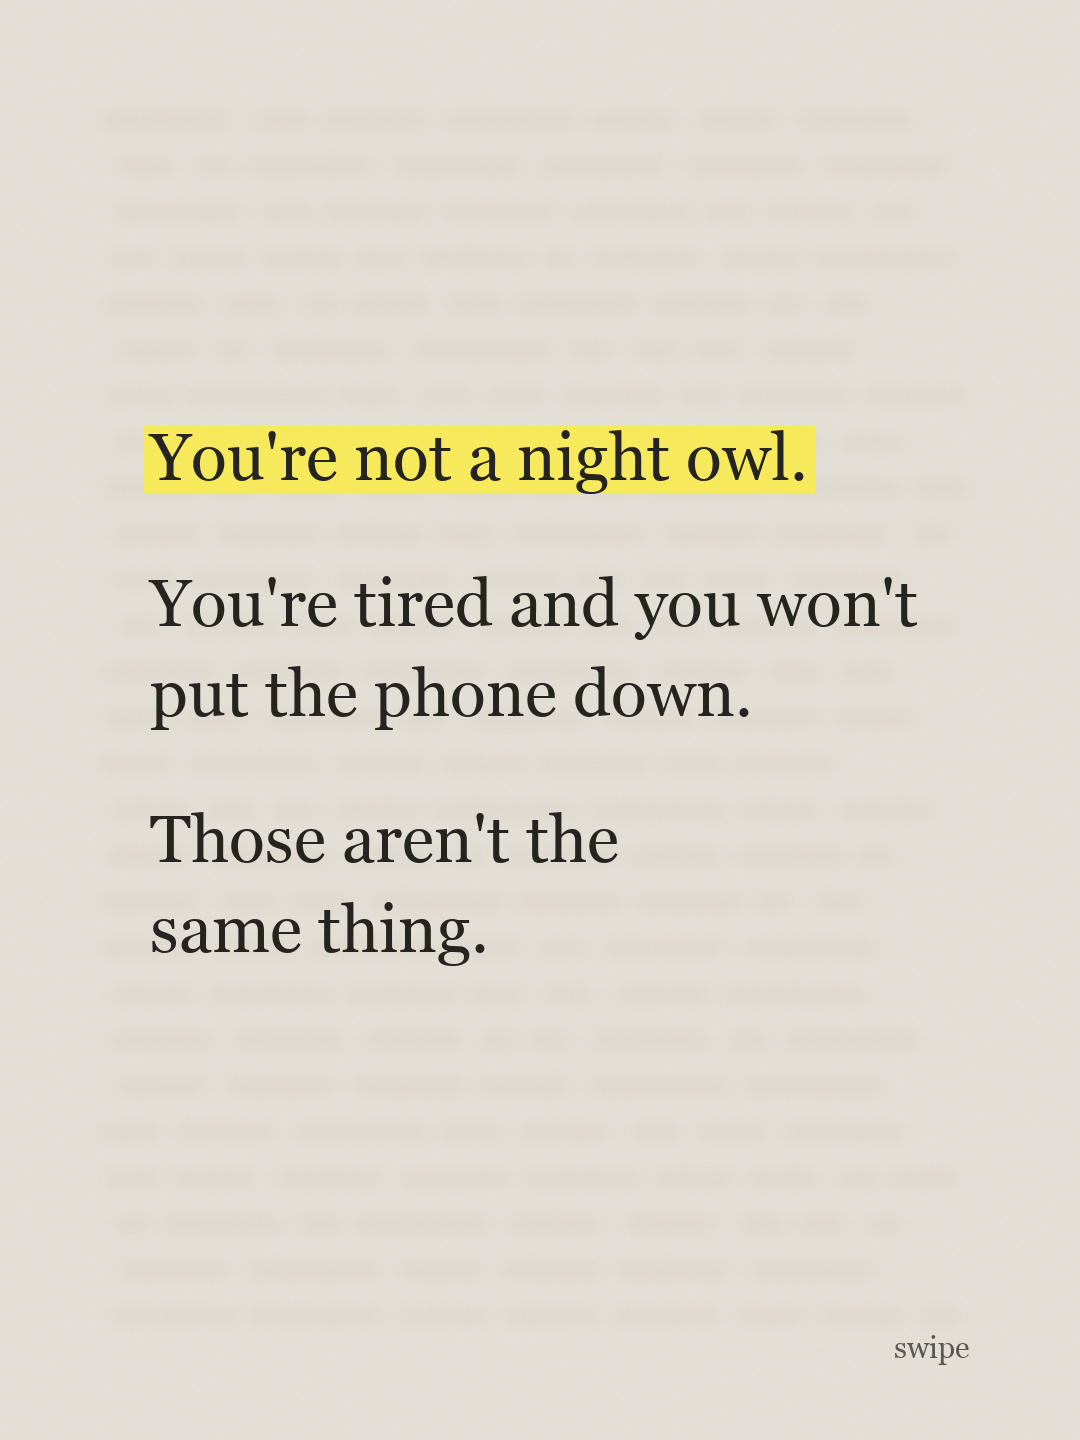 You're not a night owl.
You're tired and you won't
put the phone down.
Those aren't the
same thing.
swipe